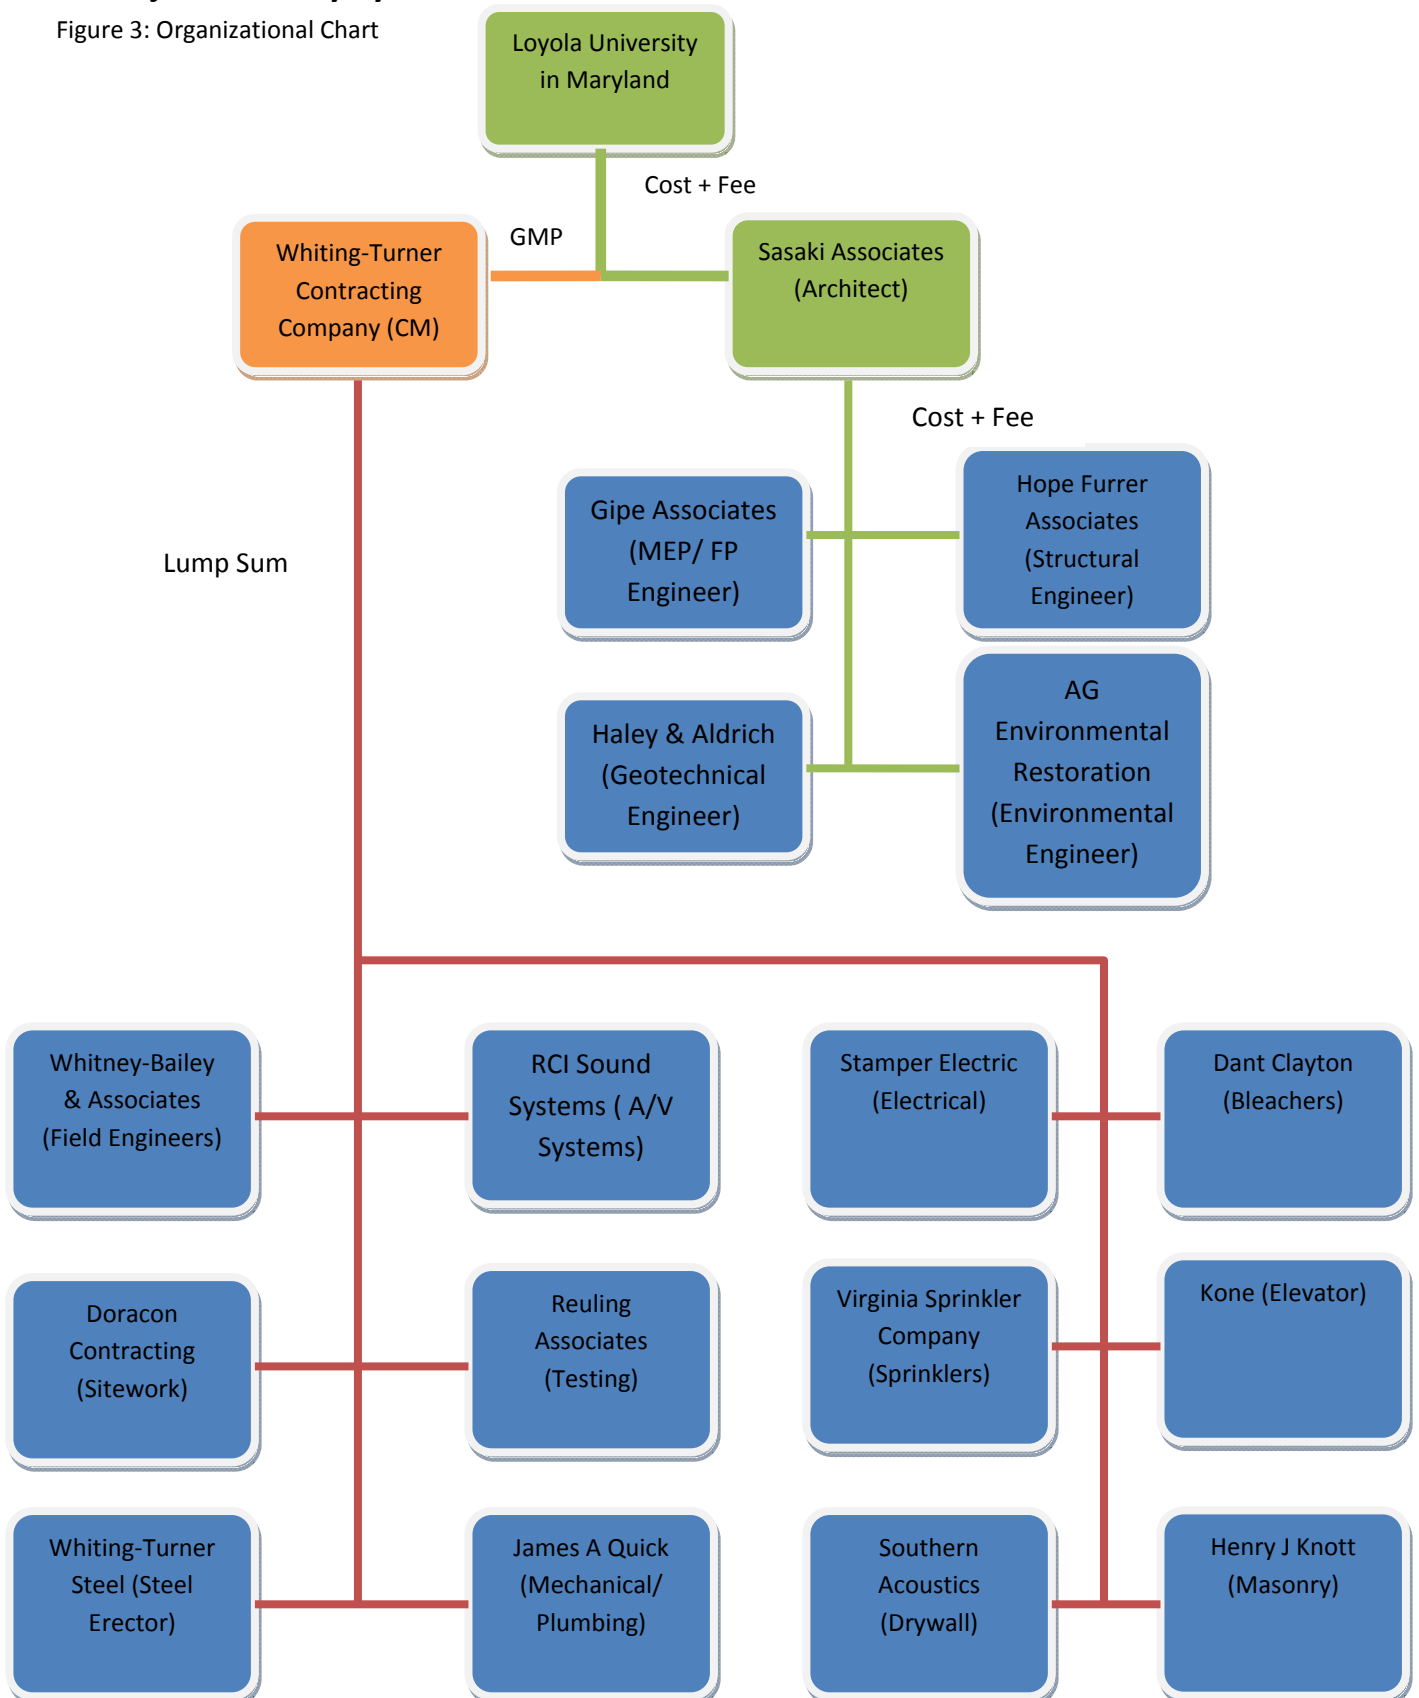 Figure 3: Organizational Chart
Loyola University
in Maryland
Cost + Fee
GMP
Whiting-Turner
Contracting
Company (CM)
Sasaki Associates
(Architect)
Cost + Fee
Gipe Associates
(MEP/ FP
Engineer)
Hope Furrer
Associates
(Structural
Engineer)
Lump Sum
Haley & Aldrich
(Geotechnical
Engineer)
AG
Environmental
Restoration
(Environmental
Engineer)
Whitney-Bailey
& Associates
(Field Engineers)
RCI Sound
Systems ( A/V
Systems)
Stamper Electric
(Electrical)
Dant Clayton
(Bleachers)
Doracon
Contracting
(Sitework)
Reuling
Associates
(Testing)
Virginia Sprinkler
Company
(Sprinklers)
Kone (Elevator)
Whiting-Turner
Steel (Steel
Erector)
James A Quick
(Mechanical/
Plumbing)
Southern
Acoustics
(Drywall)
Henry J Knott
(Masonry)